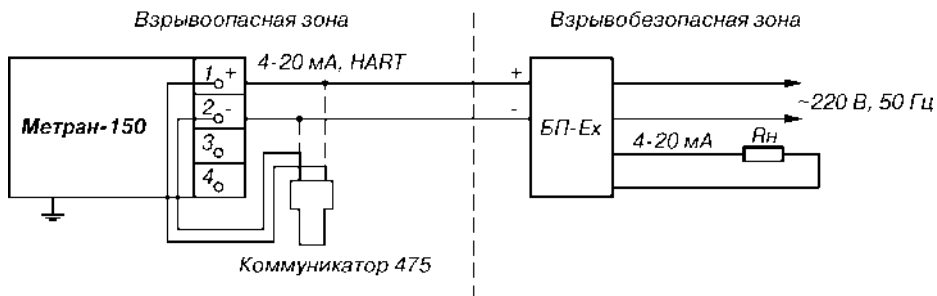 Взрывоопасная зона
Взрывобезопасная зона
4-20 мА, HART
1 +
2 -
3
4
Метран-150
+
-
БП-Ех
~220 В, 50 Гц
4-20 мА
Rн
Коммуникатор 475